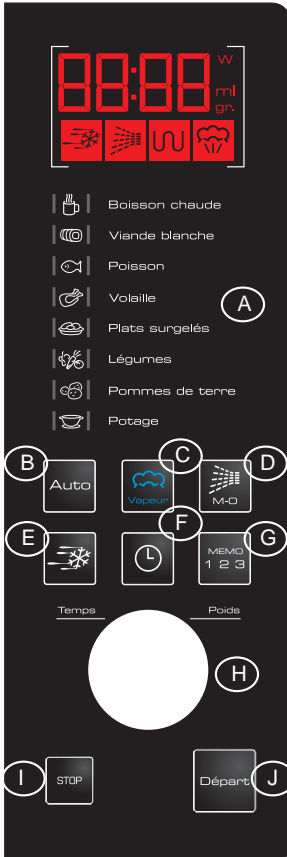 88:88 W
ml
gr.
Boisson chaude
Viande blanche
Poisson
A
Volaille
Plats surgelés
Légumes
Pommes de terre
Potage
B C D
Auto Vapeur M-O
E F G
MEMO
1 2 3
Temps Poids
H
I STOP Départ J